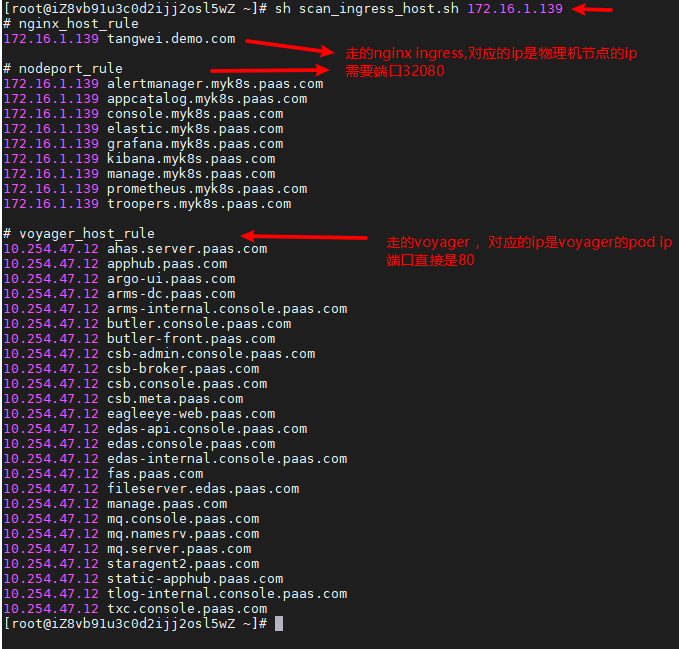 [root@iZ8vb91u3c0d2ijj2osl5wZ ~]# sh scan_ingress_host.sh 172.16.1.139
# nginx_host_rule
172.16.1.139 tangwei.demo.com
走的nginx ingress,对应的ip是物理机节点的ip
需要端口32080
# nodeport_rule
172.16.1.139 alertmanager.myk8s.paas.com
172.16.1.139 appcatalog.myk8s.paas.com
172.16.1.139 console.myk8s.paas.com
172.16.1.139 elastic.myk8s.paas.com
172.16.1.139 grafana.myk8s.paas.com
172.16.1.139 kibana.myk8s.paas.com
172.16.1.139 manage.myk8s.paas.com
172.16.1.139 prometheus.myk8s.paas.com
172.16.1.139 troopers.myk8s.paas.com
# voyager_host_rule
走的voyager ，对应的ip是voyager的pod ip
端口直接是80
10.254.47.12 ahas.server.paas.com
10.254.47.12 apphub.paas.com
10.254.47.12 argo-ui.paas.com
10.254.47.12 arms-dc.paas.com
10.254.47.12 arms-internal.console.paas.com
10.254.47.12 butler.console.paas.com
10.254.47.12 butler-front.paas.com
10.254.47.12 csb-admin.console.paas.com
10.254.47.12 csb-broker.paas.com
10.254.47.12 csb.console.paas.com
10.254.47.12 csb.meta.paas.com
10.254.47.12 eagleeye-web.paas.com
10.254.47.12 edas-api.console.paas.com
10.254.47.12 edas.console.paas.com
10.254.47.12 edas-internal.console.paas.com
10.254.47.12 fas.paas.com
10.254.47.12 fileserver.edas.paas.com
10.254.47.12 manage.paas.com
10.254.47.12 mq.console.paas.com
10.254.47.12 mq.namesrv.paas.com
10.254.47.12 mq.server.paas.com
10.254.47.12 staragent2.paas.com
10.254.47.12 static-apphub.paas.com
10.254.47.12 tlog-internal.console.paas.com
10.254.47.12 txc.console.paas.com
[root@iZ8vb91u3c0d2ijj2osl5wZ ~]#